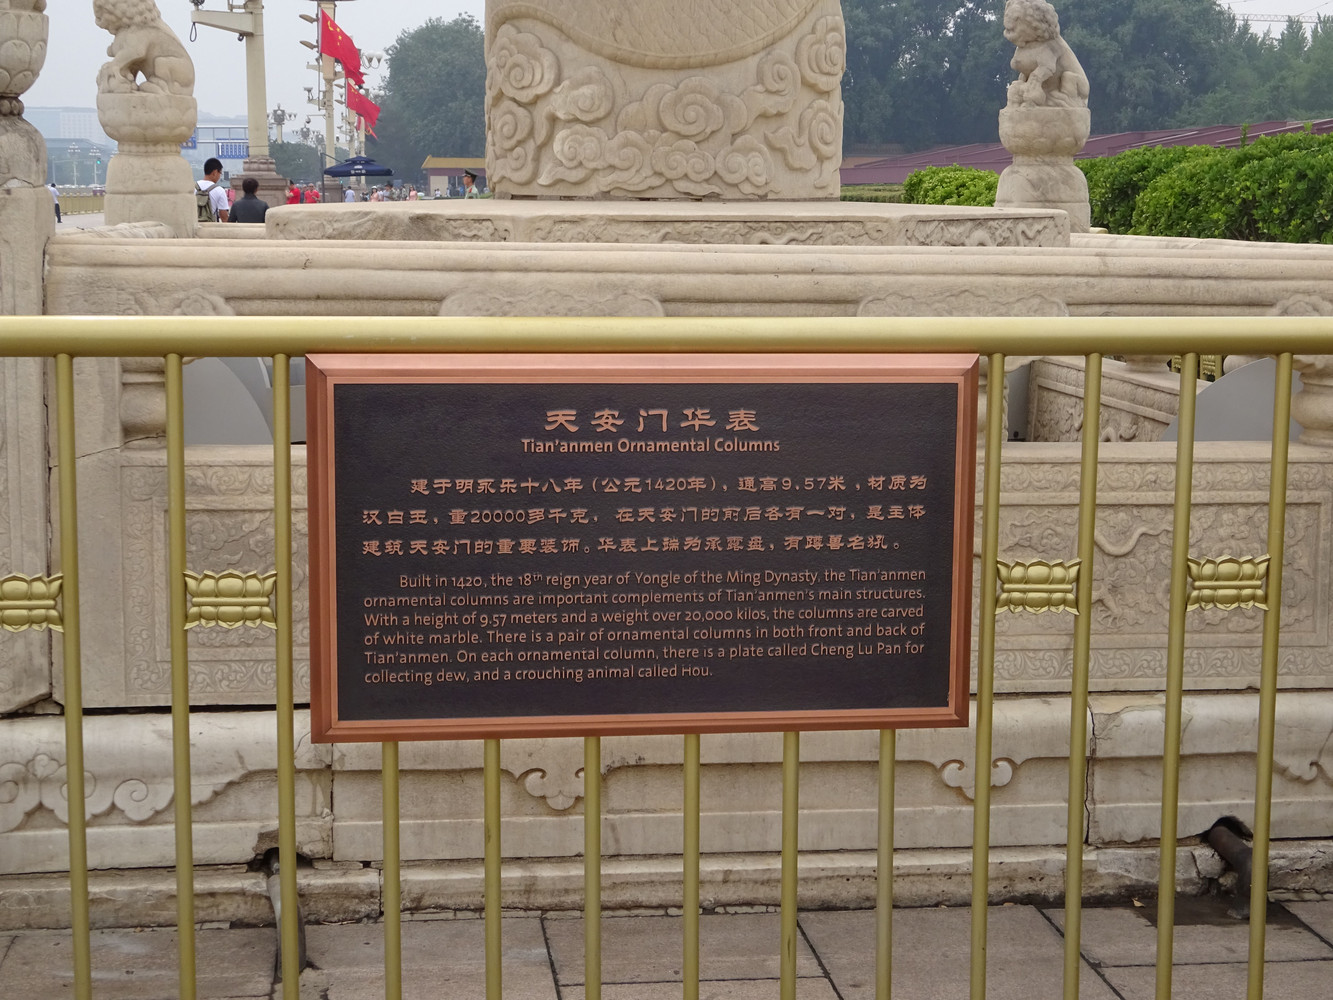 天安门华表
Tian'anmen Ornamental Columns
建于明永乐十八年（公元1420年），通高9.57米，材质为
汉白玉，重20000多千克，在天安门的前后各有一对，是主体
建筑天安门的重要装饰。华表上端为承露盘，有蹲兽名犼。
Built in 1420, the 18th reign year of Yongle of the Ming Dynasty, the Tian'anmen
ornamental columns are important complements of Tian'anmen's main structures.
With a height of 9.57 meters and a weight over 20,000 kilos, the columns are carved
of white marble. There is a pair of ornamental columns in both front and back of
Tian'anmen. On each ornamental column, there is a plate called Cheng Lu Pan for
collecting dew, and a crouching animal called Hou.